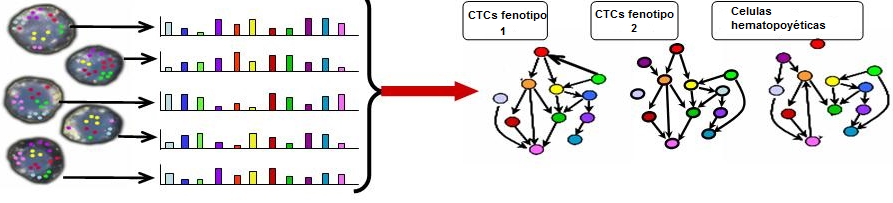 CTCs fenotipo
1
CTCs fenotipo
2
Celulas
hematopoyéticas